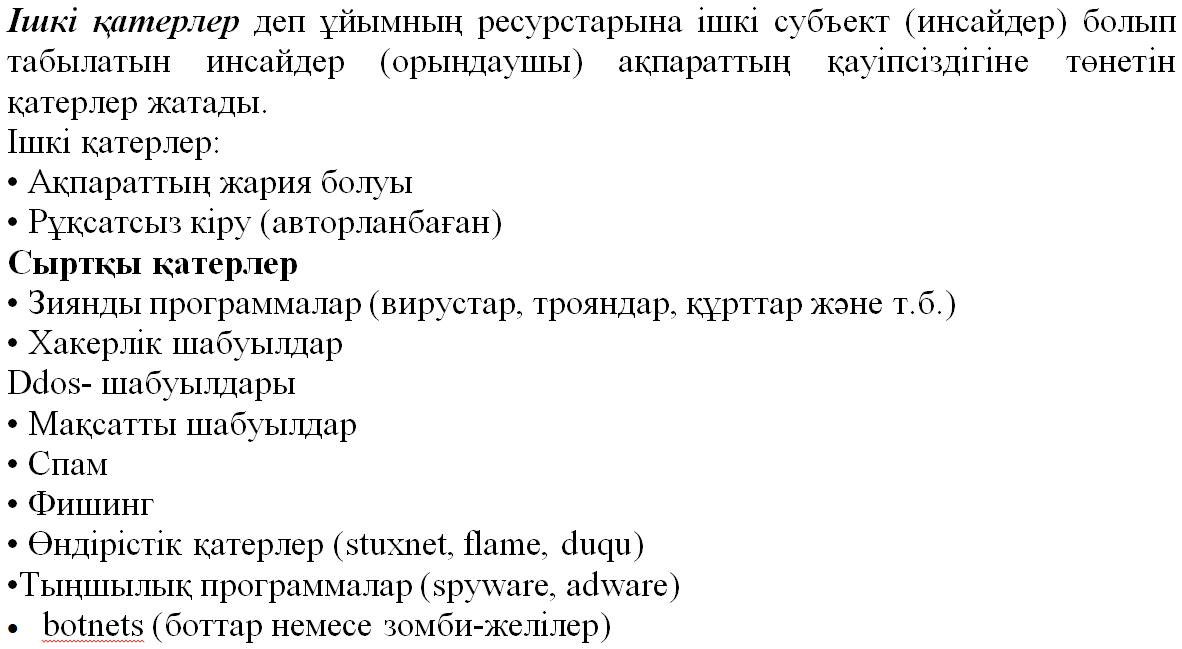 Ішкі қатерлер деп ұйымның ресурстарына ішкі субъект (инсайдер) болып
табылатын инсайдер (орындаушы) ақпараттың қауіпсіздігіне төнетін
қатерлер жатады.
Ішкі қатерлер:
• Ақпараттың жария болуы
• Рұқсатсыз кіру (авторланбаған)
Сыртқы қатерлер
• Зиянды программалар (вирустар, трояндар, құрттар және т.б.)
• Хакерлік шабуылдар
Ddos- шабуылдары
• Мақсатты шабуылдар
• Спам
• Фишинг
• Өндірістік қатерлер (stuxnet, flame, duqu)
•Тыңшылық программалар (spyware, adware)
• botnets (боттар немесе зомби-желілер)